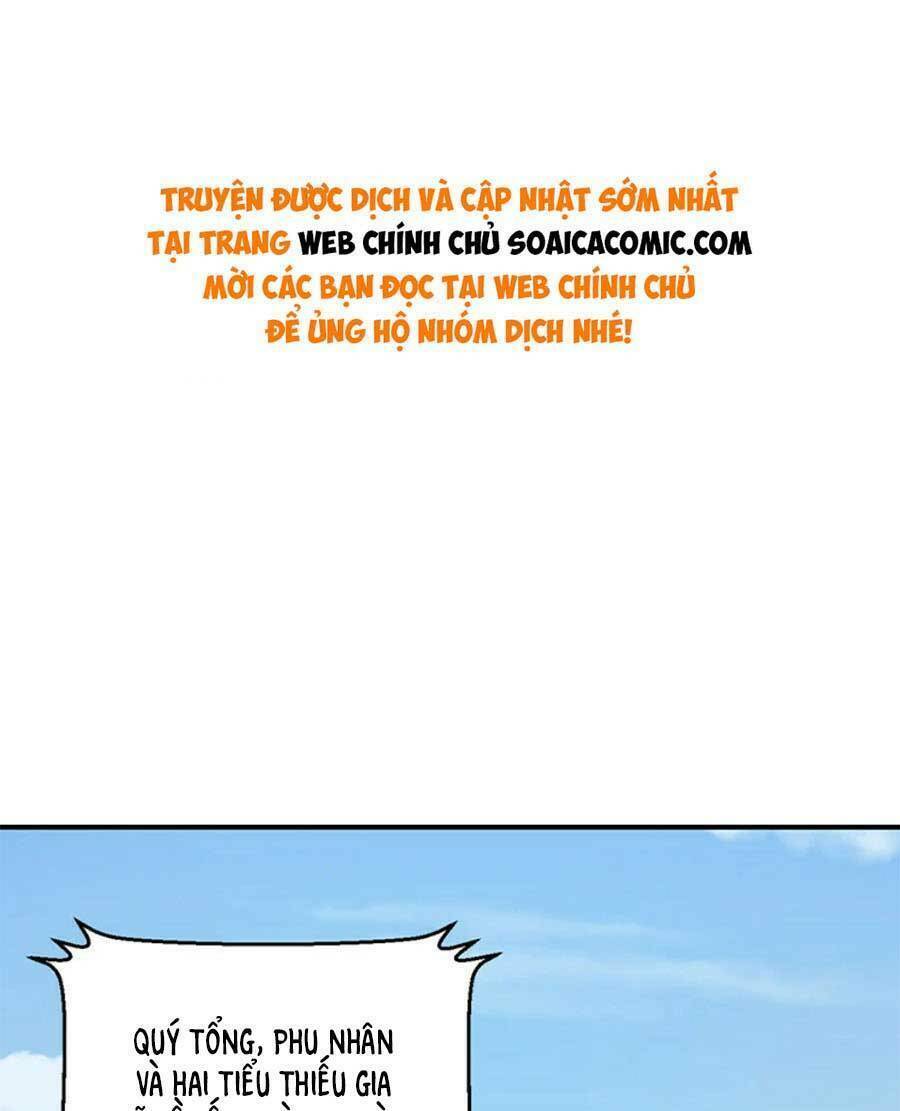 TRUYỆN ĐƯỢC DỊCH VÀ CẬP NHẬT SỚM NHẤT
TẠI TRANG WEB CHÍNH CHỦ SOAICACOMIC.COM
MỜI CÁC BẠN ĐỌC TẠI WEB CHÍNH CHỦ
ĐỂ ỦNG HỘ NHÓM DỊCH NHÉ!
QUÝ TỔNG, PHU NHÂN
VÀ HAI TIỂU THIẾU GIA